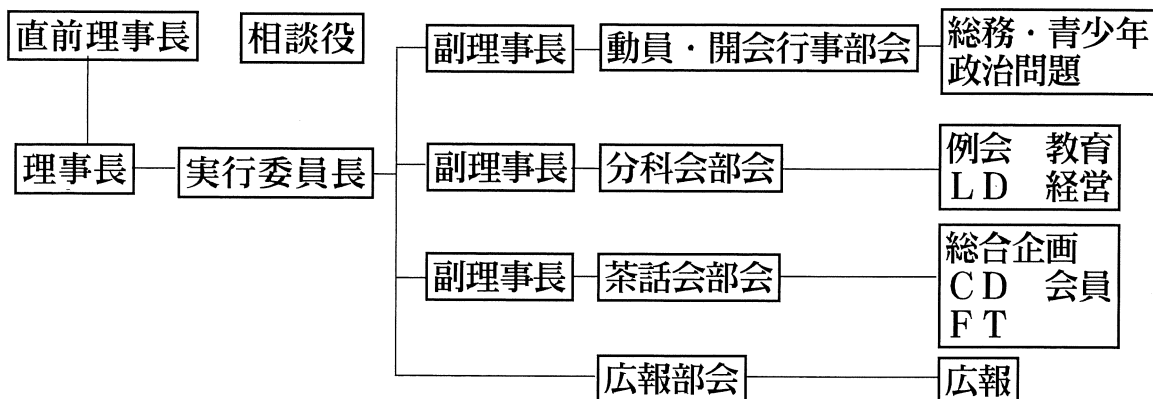 直前理事長
相談役
理事長
実行委員長
副理事長
動員・開会行事部会
総務・青少年
政治問題
副理事長
分科会部会
例会　教育
ＬＤ　経営
副理事長
茶話会部会
総合企画
ＣＤ　会員
ＦＴ
広報部会
広報